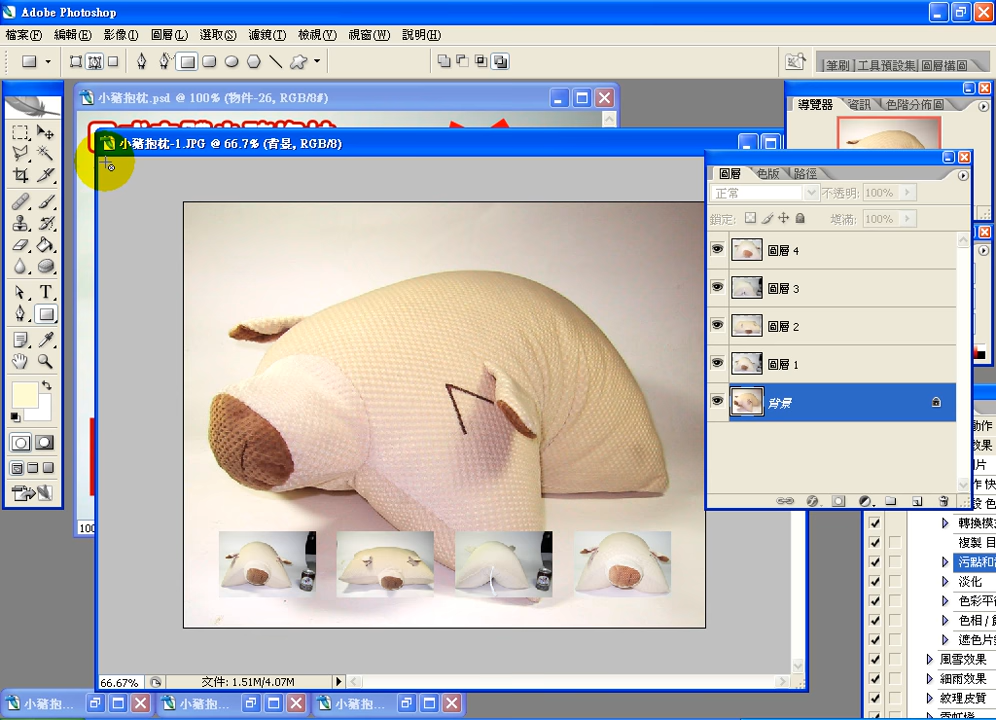 Adobe Photoshop
檔案(F) 編輯(E) 影像(I) 圖層(L) 選取(S) 濾鏡(T) 檢視(V) 視窗(W) 說明(H)
筆刷 工具預設集 圖層構圖
小豬抱枕.psd @ 100% (物件-26, RGB/8#)
小豬抱枕-1.JPG @ 66.7% (背景, RGB/8)
導覽器 資訊 色階分佈圖
圖層 色版 路徑
正常 不透明: 100%
鎖定: 填滿: 100%
圖層 4
圖層 3
圖層 2
圖層 1
背景
T
動作
效果
轉換模
複製 目
污點和
淡化
色彩平
色相 /
遮色片
風雪效果
細雨效果
紋理皮質
100
66.67% 文件: 1.51M/4.07M
小豬抱... 小豬抱... 小豬抱...